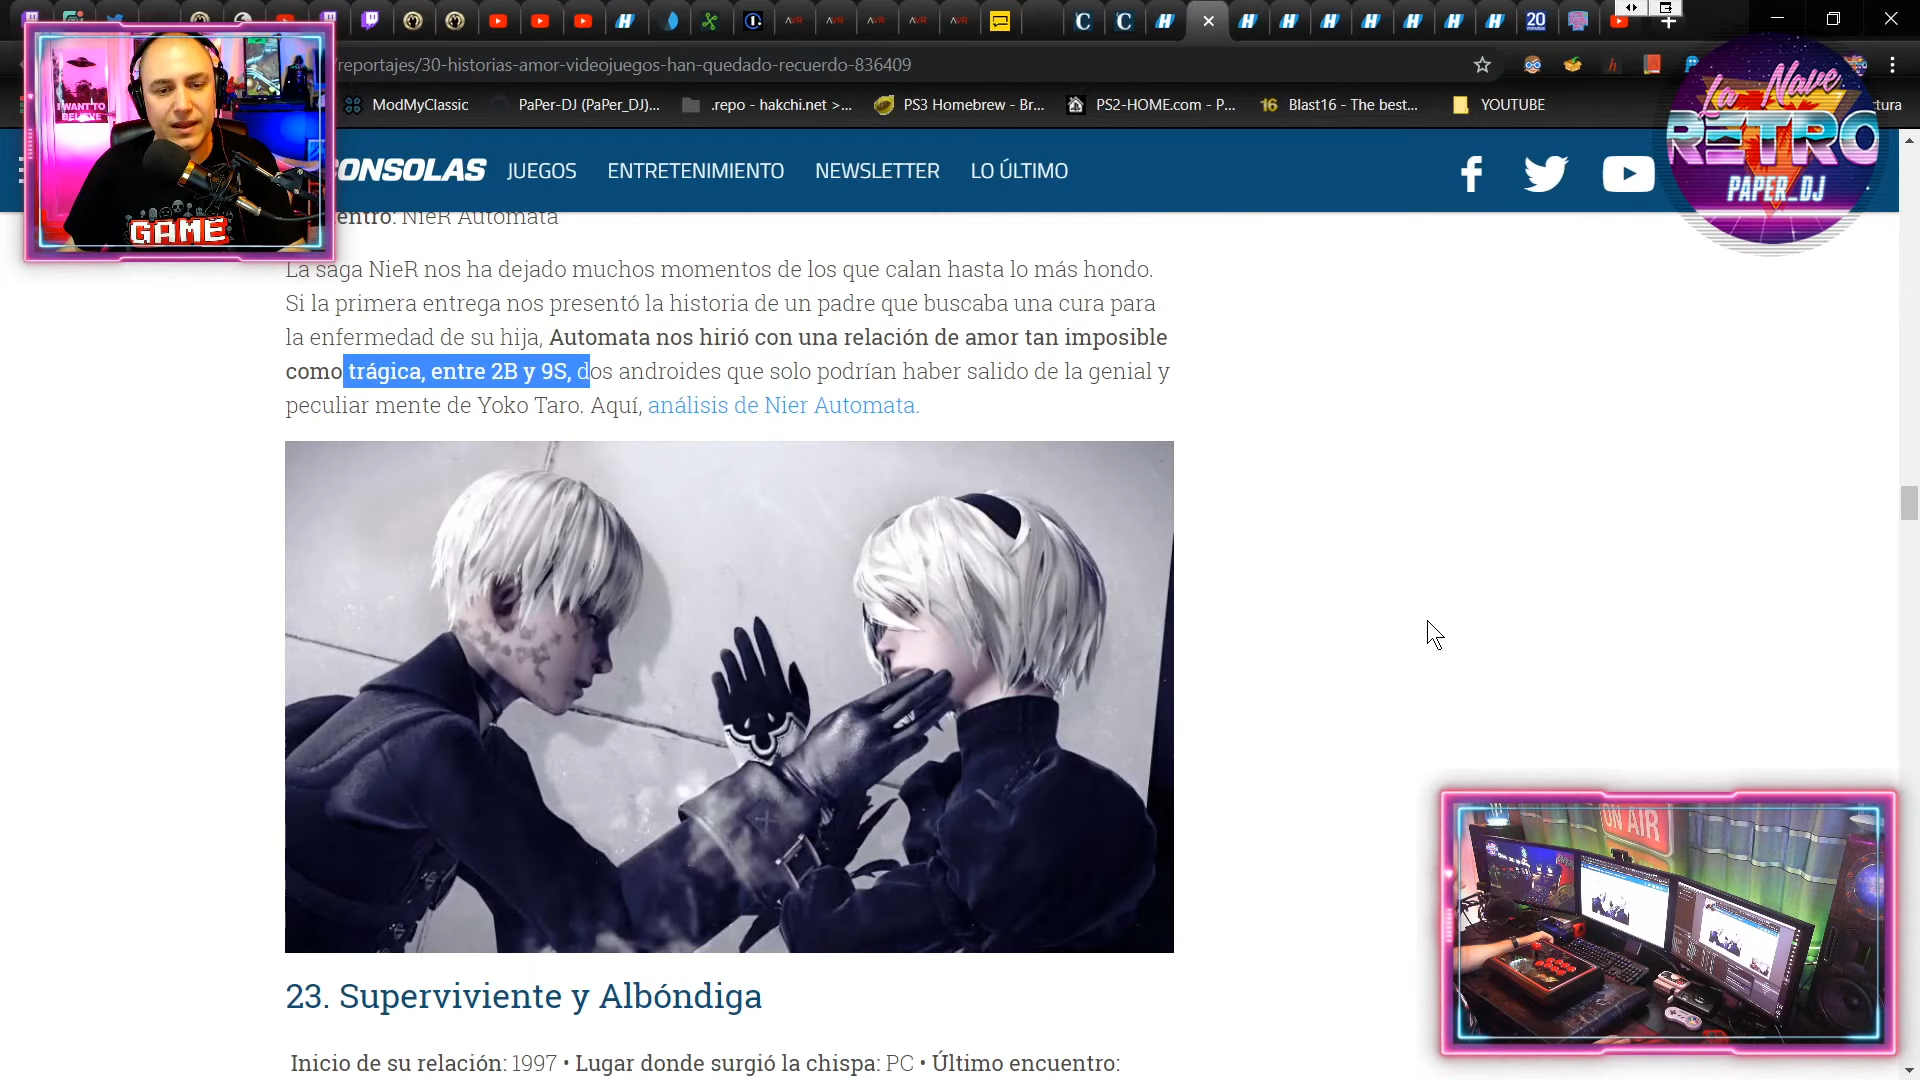 /reportajes/30-historias-amor-videojuegos-han-quedado-recuerdo-836409
ModMyClassic
PaPer-DJ (PaPer_DJ)...
.repo - hakchi.net >...
PS3 Homebrew - Br...
PS2-HOME.com - P...
16 Blast16 - The best...
YOUTUBE
I WANT TO
BELIEVE
GAME
La Nave
RETRO
PAPER_DJ
ONSOLAS
JUEGOS
ENTRETENIMIENTO
NEWSLETTER
LO ÚLTIMO
entro: NieR Automata
La saga NieR nos ha dejado muchos momentos de los que calan hasta lo más hondo.
Si la primera entrega nos presentó la historia de un padre que buscaba una cura para
la enfermedad de su hija, Automata nos hirió con una relación de amor tan imposible
como trágica, entre 2B y 9S, dos androides que solo podrían haber salido de la genial y
peculiar mente de Yoko Taro. Aquí, análisis de Nier Automata.
ON AIR
23. Superviviente y Albóndiga
Inicio de su relación: 1997 • Lugar donde surgió la chispa: PC • Último encuentro: